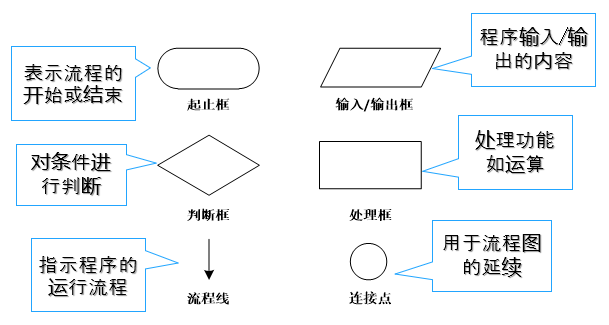 表示流程的
开始或结束
起止框
输入/输出框
程序输入/输
出的内容
对条件进
行判断
判断框
处理框
处理功能
如运算
指示程序的
运行流程
流程线
连接点
用于流程图
的延续